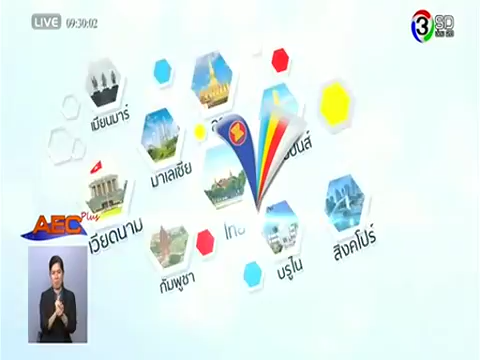 LIVE 09:30:02
3 SD
เมียนมาร์
มาเลเซีย
AEC Plus
เวียดนาม
ไทย
กัมพูชา
บรูไน
สิงคโปร์